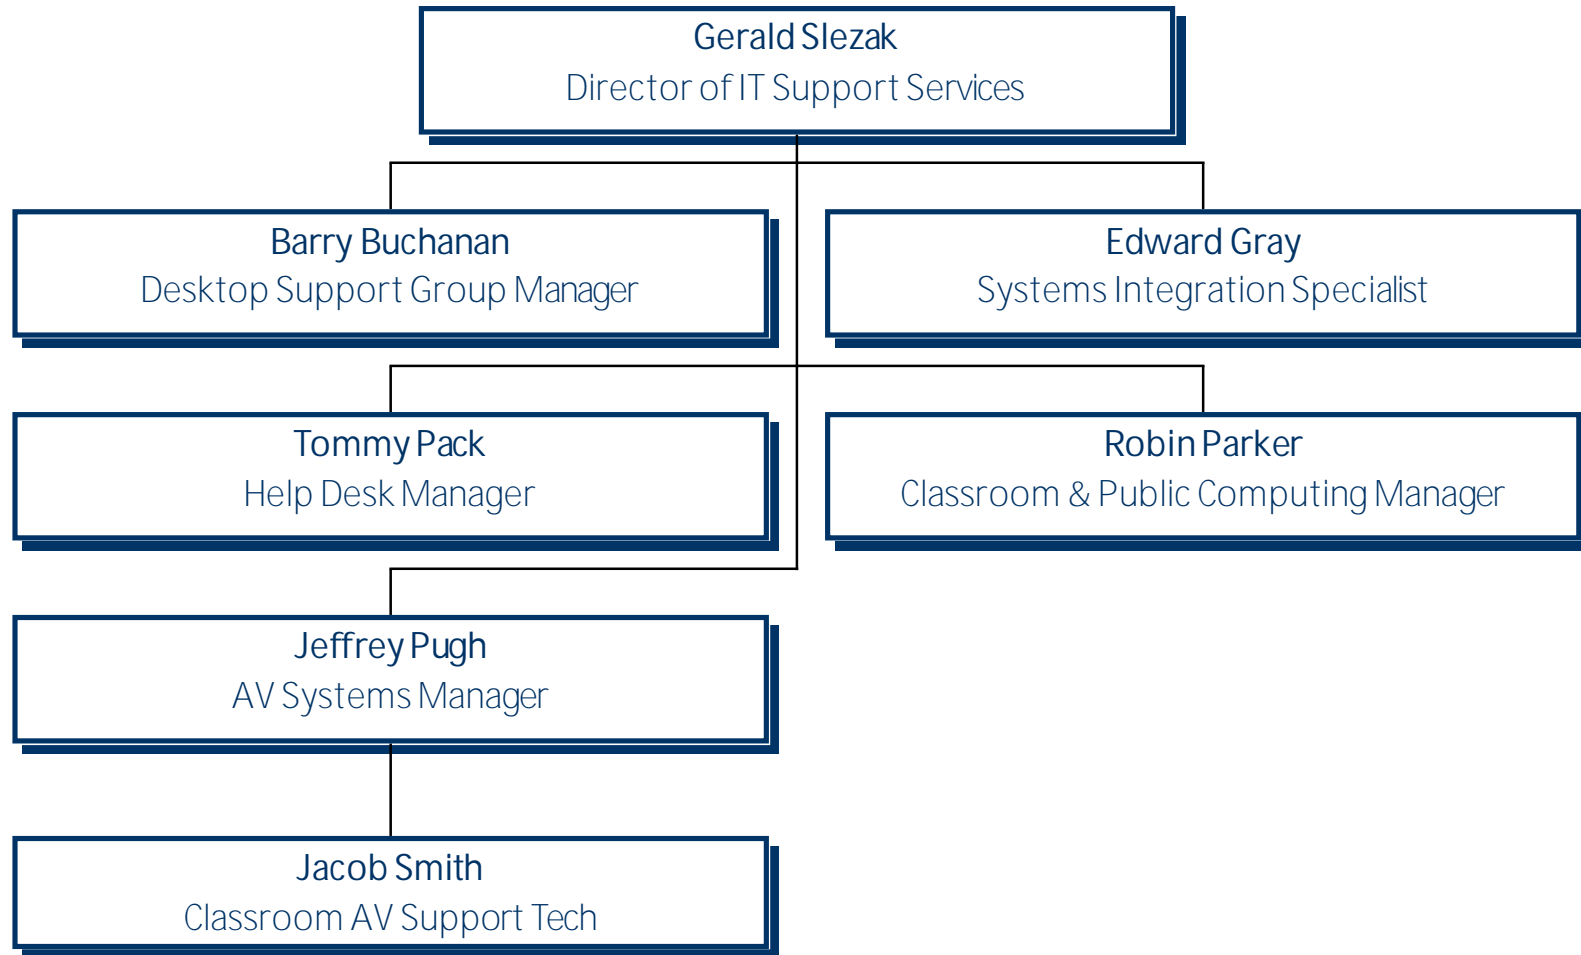 Gerald Slezak
Director of IT Support Services
Barry Buchanan
Desktop Support Group Manager
Edward Gray
Systems Integration Specialist
Tommy Pack
Help Desk Manager
Robin Parker
Classroom & Public Computing Manager
Jeffrey Pugh
AV Systems Manager
Jacob Smith
Classroom AV Support Tech